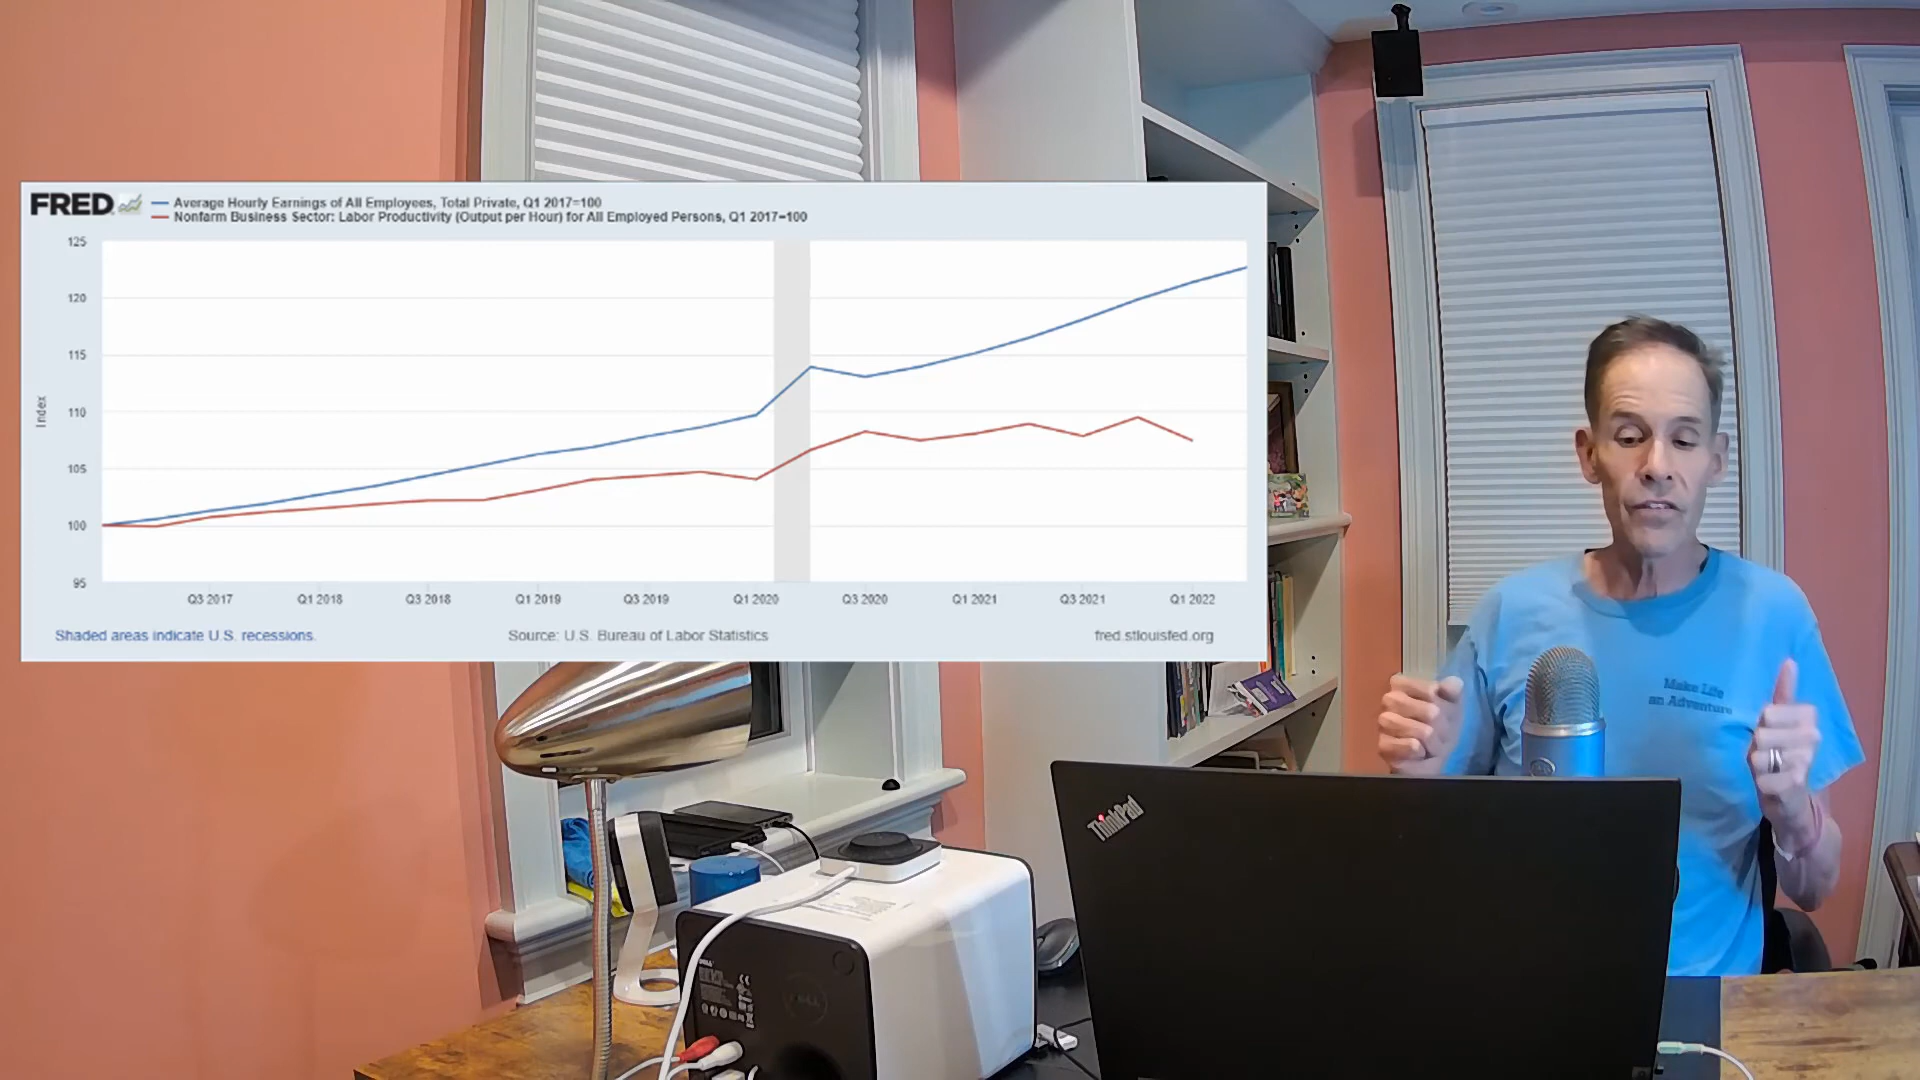 FRED
Average Hourly Earnings of All Employees, Total Private, Q1 2017=100
Nonfarm Business Sector: Labor Productivity (Output per Hour) for All Employed Persons, Q1 2017=100
125
120
115
110
105
100
95
Index
Q3 2017 Q1 2018 Q3 2018 Q1 2019 Q3 2019 Q1 2020 Q3 2020 Q1 2021 Q3 2021 Q1 2022
Shaded areas indicate U.S. recessions. Source: U.S. Bureau of Labor Statistics fred.stlouisfed.org
Make Life
an Adventure
ThinkPad
DELL